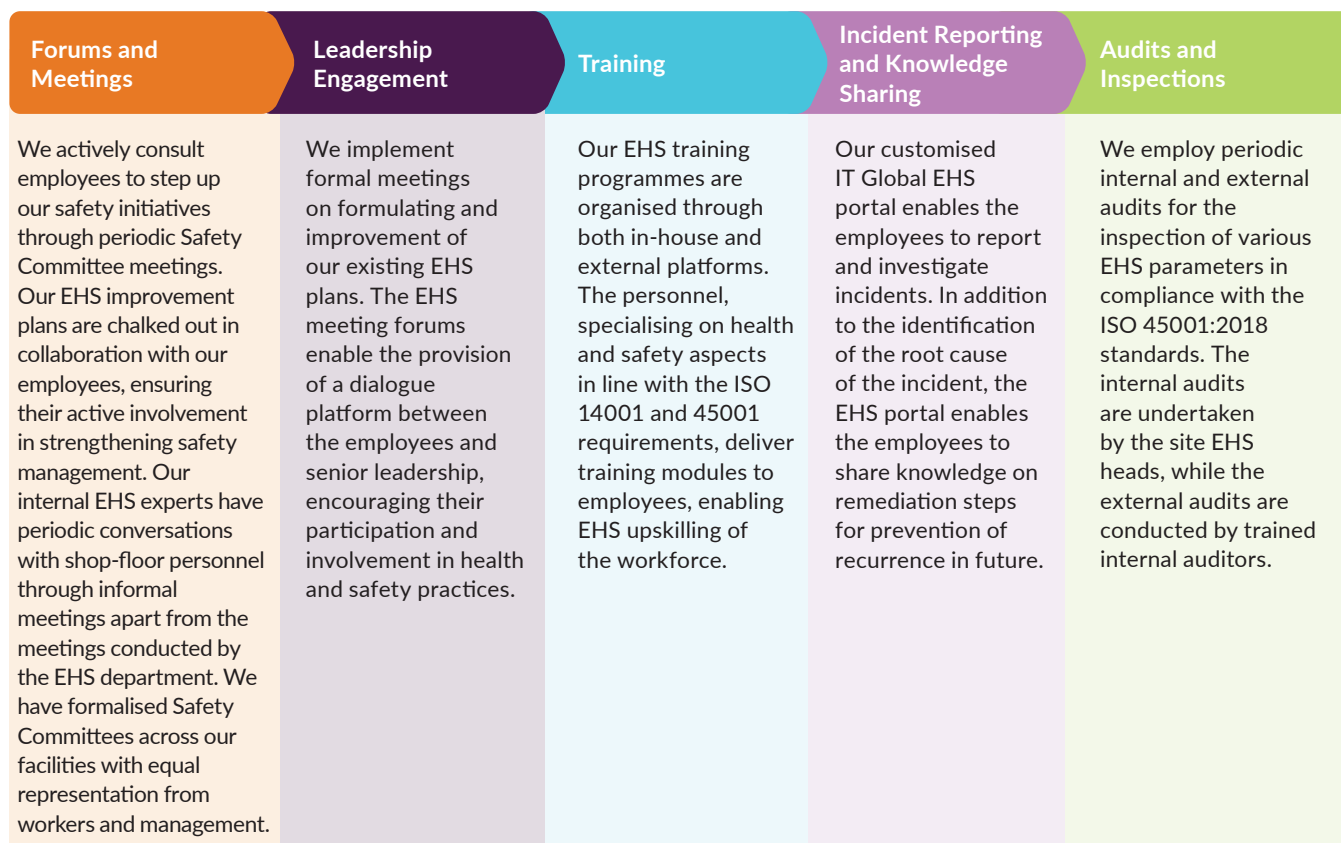 Forums and
Meetings
We actively consult
employees to step up
our safety initiatives
through periodic Safety
Committee meetings.
Our EHS improvement
plans are chalked out in
collaboration with our
employees, ensuring
their active involvement
in strengthening safety
management. Our
internal EHS experts have
periodic conversations
with shop-floor personnel
through informal
meetings apart from the
meetings conducted by
the EHS department. We
have formalised Safety
Committees across our
facilities with equal
representation from
workers and management.
Leadership
Engagement
We implement
formal meetings
on formulating and
improvement of
our existing EHS
plans. The EHS
meeting forums
enable the provision
of a dialogue
platform between
the employees and
senior leadership,
encouraging their
participation and
involvement in health
and safety practices.
Training
Our EHS training
programmes are
organised through
both in-house and
external platforms.
The personnel,
specialising on health
and safety aspects
in line with the ISO
14001 and 45001
requirements, deliver
training modules to
employees, enabling
EHS upskilling of
the workforce.
Incident Reporting
and Knowledge
Sharing
Our customised
IT Global EHS
portal enables the
employees to report
and investigate
incidents. In addition
to the identification
of the root cause
of the incident, the
EHS portal enables
the employees to
share knowledge on
remediation steps
for prevention of
recurrence in future.
Audits and
Inspections
We employ periodic
internal and external
audits for the
inspection of various
EHS parameters in
compliance with the
ISO 45001:2018
standards. The
internal audits
are undertaken
by the site EHS
heads, while the
external audits are
conducted by trained
internal auditors.